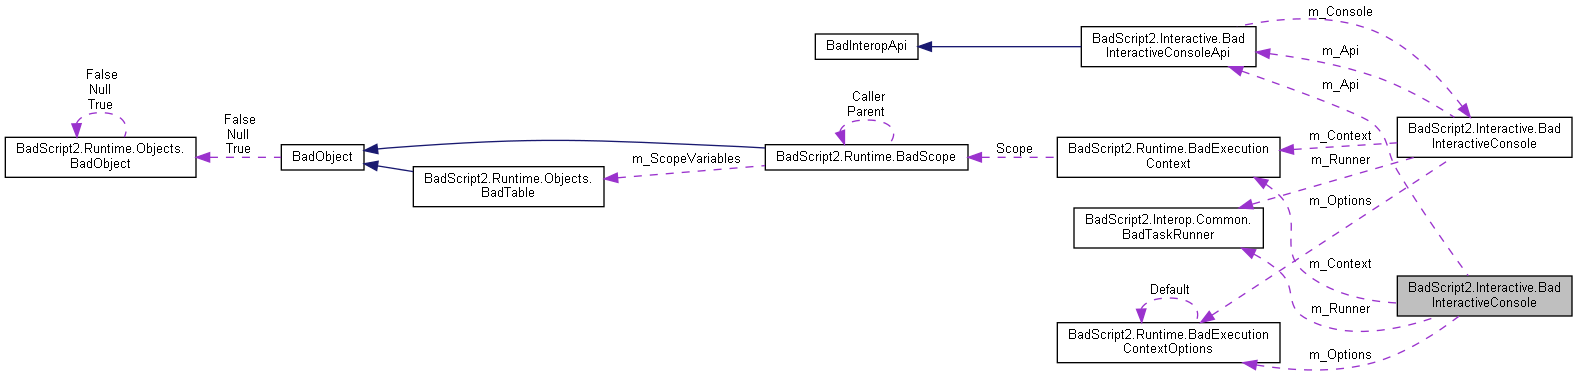 m_Console
BadInteropApi
BadScript2.Interactive.Bad
InteractiveConsoleApi
m_Api
m_Api
False
Null
True
Caller
Parent
False
Null
True
BadScript2.Runtime.Objects.
BadObject
BadObject
m_ScopeVariables
BadScript2.Runtime.BadScope
Scope
BadScript2.Runtime.BadExecution
Context
m_Context
BadScript2.Interactive.Bad
InteractiveConsole
m_Runner
BadScript2.Runtime.Objects.
BadTable
m_Options
BadScript2.Interop.Common.
BadTaskRunner
m_Context
BadScript2.Interactive.Bad
InteractiveConsole
Default
m_Runner
BadScript2.Runtime.BadExecution
ContextOptions
m_Options